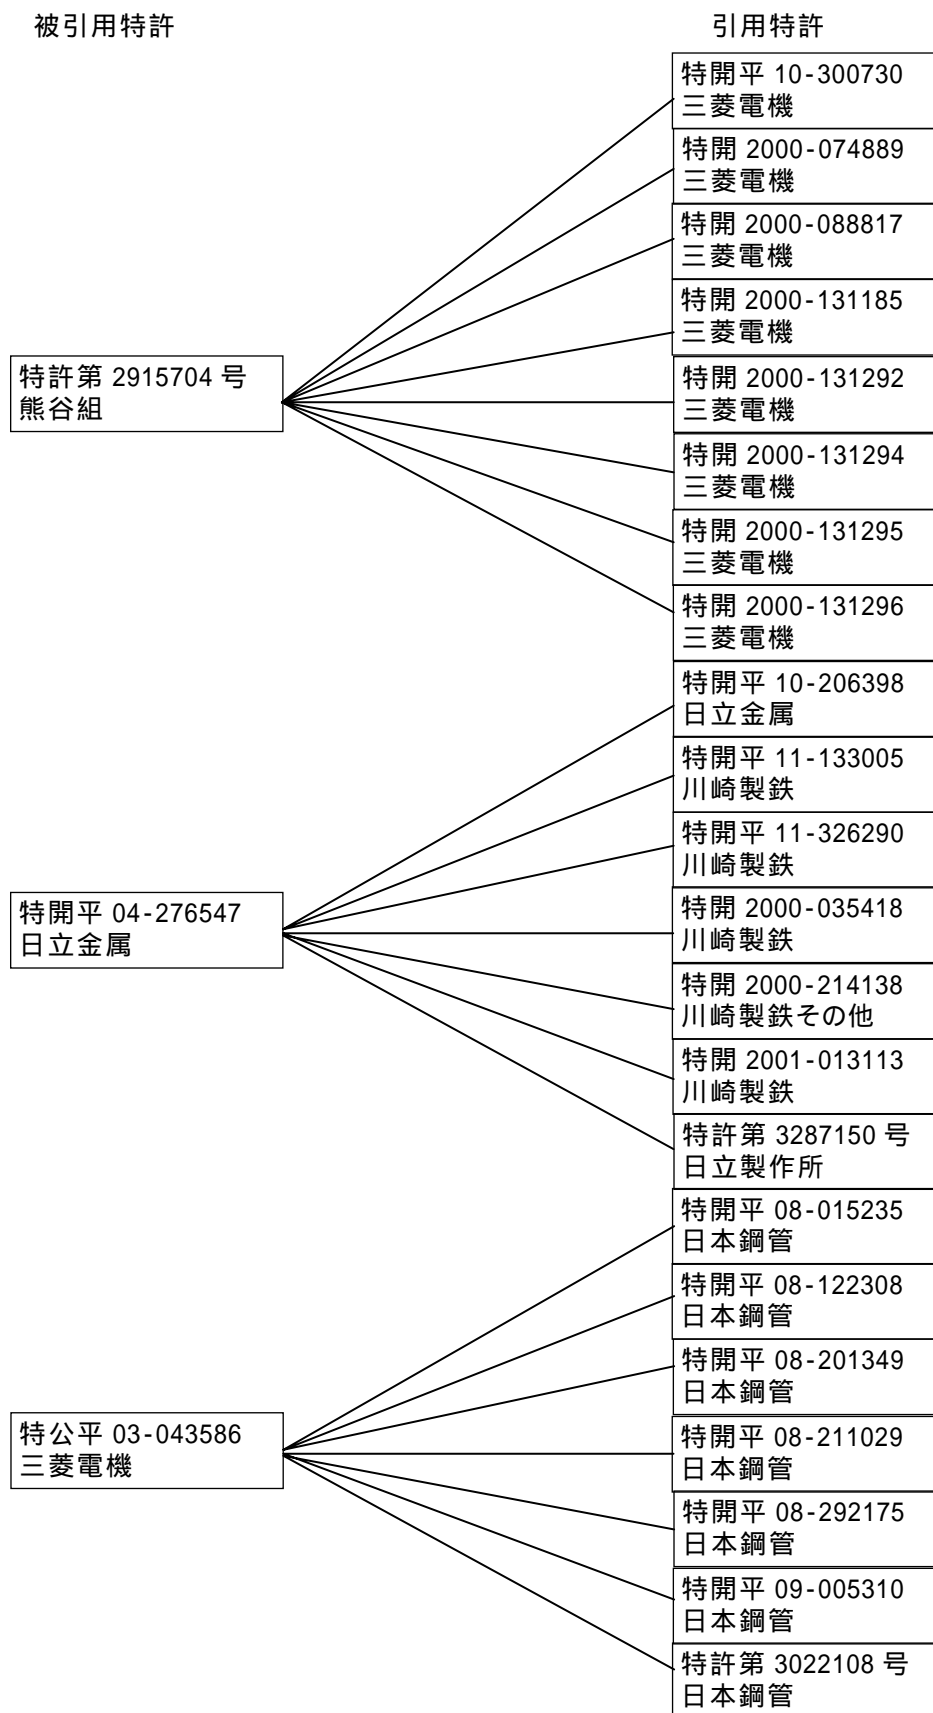 被引用特許
引用特許
特開平 10-300730
三菱電機
特開 2000-074889
三菱電機
特開 2000-088817
三菱電機
特開 2000-131185
三菱電機
特許第 2915704 号
熊谷組
特開 2000-131292
三菱電機
特開 2000-131294
三菱電機
特開 2000-131295
三菱電機
特開 2000-131296
三菱電機
特開平 10-206398
日立金属
特開平 11-133005
川崎製鉄
特開平 11-326290
川崎製鉄
特開平 04-276547
日立金属
特開 2000-035418
川崎製鉄
特開 2000-214138
川崎製鉄その他
特開 2001-013113
川崎製鉄
特許第 3287150 号
日立製作所
特開平 08-015235
日本鋼管
特開平 08-122308
日本鋼管
特開平 08-201349
日本鋼管
特公平 03-043586
三菱電機
特開平 08-211029
日本鋼管
特開平 08-292175
日本鋼管
特開平 09-005310
日本鋼管
特許第 3022108 号
日本鋼管